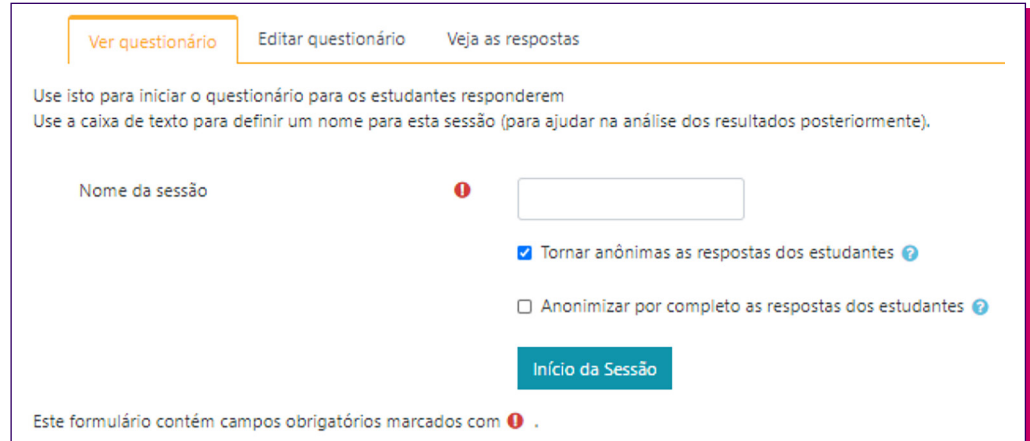 Ver questionário Editar questionário Veja as respostas
Use isto para iniciar o questionário para os estudantes responderem
Use a caixa de texto para definir um nome para esta sessão (para ajudar na análise dos resultados posteriormente).
Nome da sessão
Tornar anônimas as respostas dos estudantes
Anonimizar por completo as respostas dos estudantes
Início da Sessão
Este formulário contém campos obrigatórios marcados com .